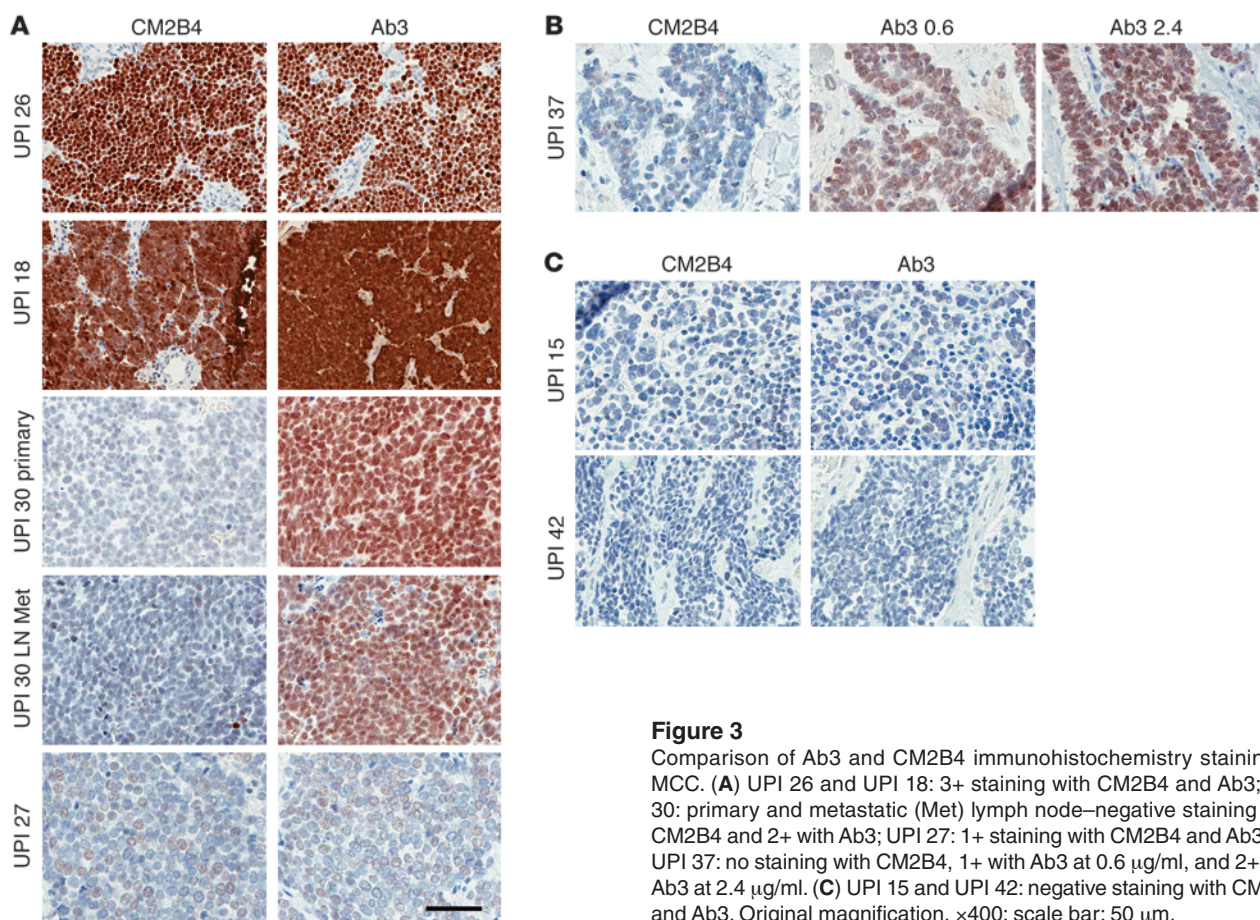 A
CM2B4 Ab3
UPI 26
UPI 18
UPI 30 primary
UPI 30 LN Met
UPI 27
B
CM2B4 Ab3 0.6 Ab3 2.4
UPI 37
C
CM2B4 Ab3
UPI 15
UPI 42
Figure 3
Comparison of Ab3 and CM2B4 immunohistochemistry stainin
MCC. (A) UPI 26 and UPI 18: 3+ staining with CM2B4 and Ab3;
30: primary and metastatic (Met) lymph node–negative staining
CM2B4 and 2+ with Ab3; UPI 27: 1+ staining with CM2B4 and Ab3
UPI 37: no staining with CM2B4, 1+ with Ab3 at 0.6 μg/ml, and 2+
Ab3 at 2.4 μg/ml. (C) UPI 15 and UPI 42: negative staining with CM
and Ab3. Original magnification, ×400; scale bar: 50 μm.